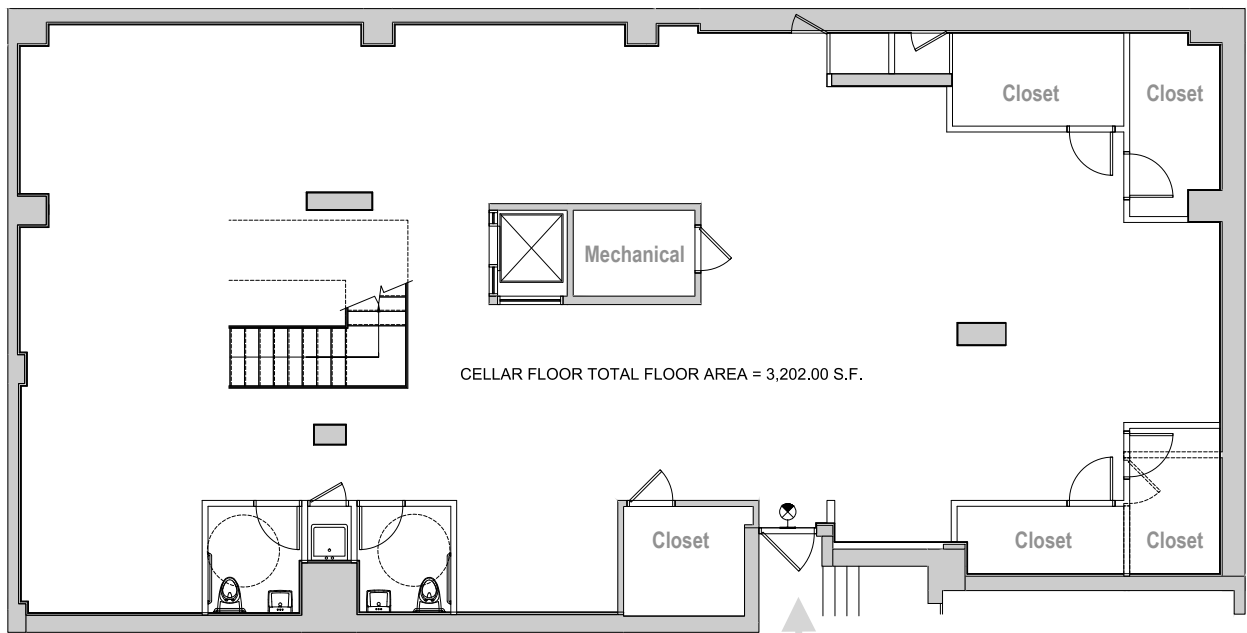 Closet
Closet
Mechanical
CELLAR FLOOR TOTAL FLOOR AREA = 3,202.00 S.F.
Closet
Closet
Closet